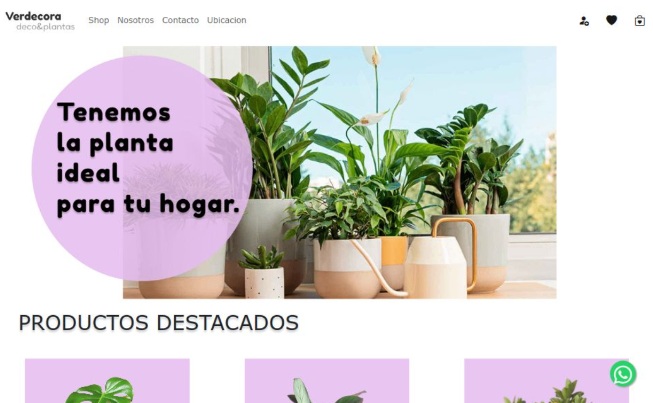 Verdecora
deco&plantas
Shop Nosotros Contacto Ubicacion
Tenemos
la planta
ideal
para tu hogar.
PRODUCTOS DESTACADOS